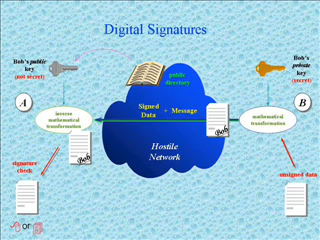 Digital Signatures
Bob's public
key
(not secret)
Bob's
private
key
(secret)
public
directory
A
B
Signed
Data
+ Message
inverse
mathematical
transformation
mathematical
transformation
Bob
Bob
Hostile
Network
signature
check
unsigned data
or